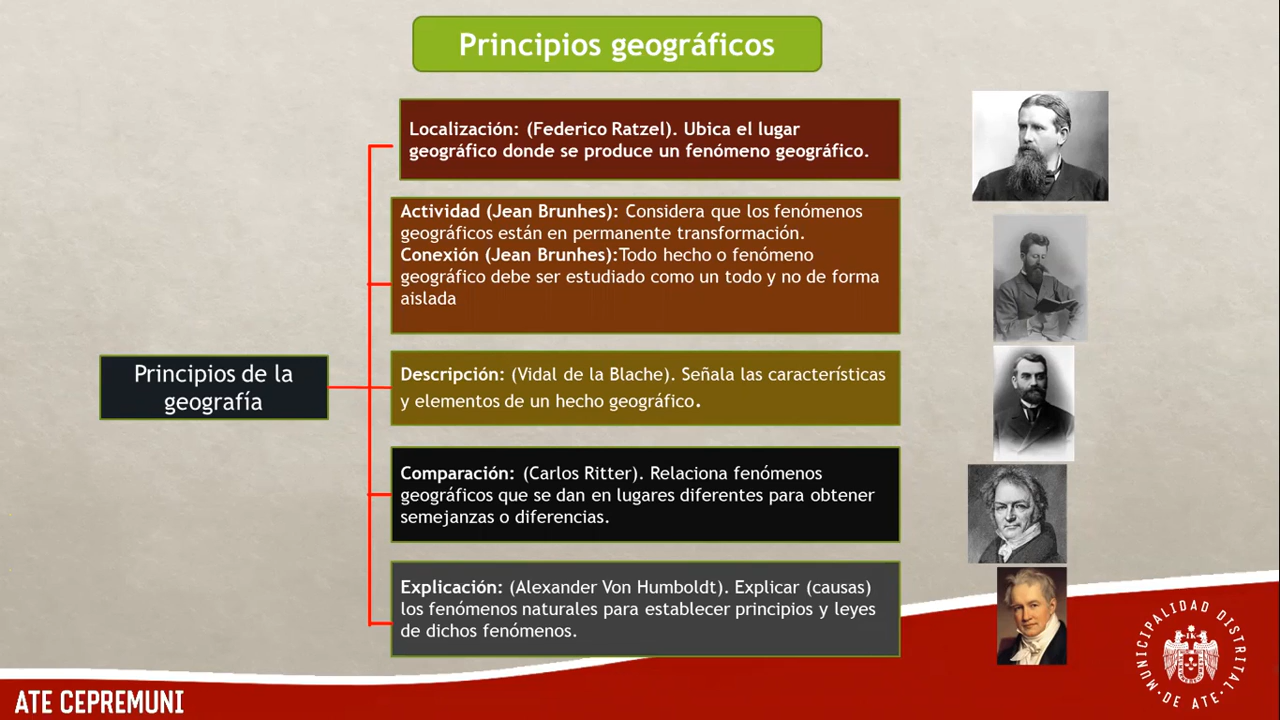 Principios geográficos
Localización: (Federico Ratzel). Ubica el lugar
geográfico donde se produce un fenómeno geográfico.
Actividad (Jean Brunhes): Considera que los fenómenos
geográficos están en permanente transformación.
Conexión (Jean Brunhes):Todo hecho o fenómeno
geográfico debe ser estudiado como un todo y no de forma
aislada
Principios de la
geografía
Descripción: (Vidal de la Blache). Señala las características
y elementos de un hecho geográfico.
Comparación: (Carlos Ritter). Relaciona fenómenos
geográficos que se dan en lugares diferentes para obtener
semejanzas o diferencias.
Explicación: (Alexander Von Humboldt). Explicar (causas)
los fenómenos naturales para establecer principios y leyes
de dichos fenómenos.
ATE CEPREMUNI
MUNICIPALIDAD DISTRITAL
·DE ATE·